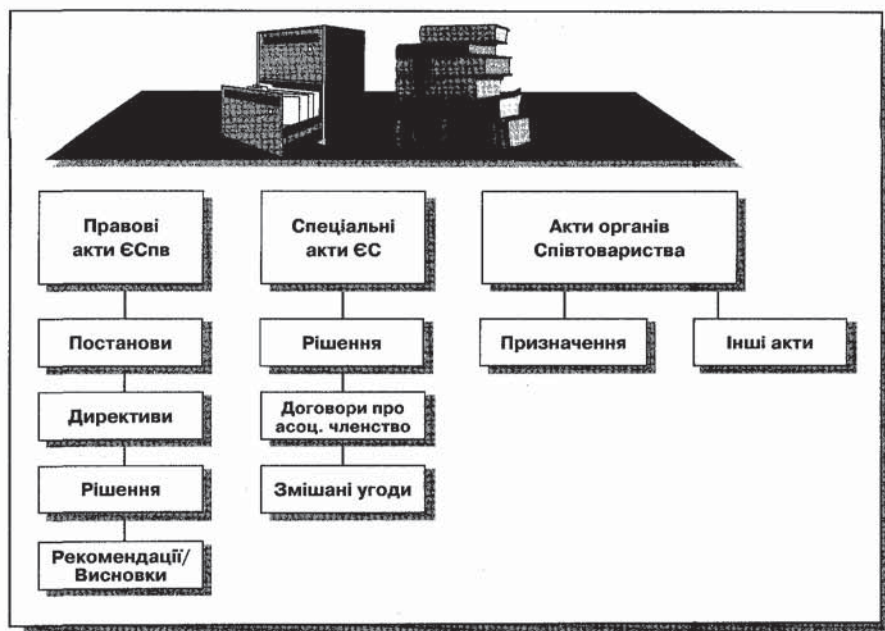 Правові
акти ЄСпв
Постанови
Директиви
Рішення
Рекомендації/
Висновки
Спеціальні
акти ЄС
Рішення
Договори про
асоц. членство
Змішані угоди
Акти органів
Співтовариства
Призначення
Інші акти